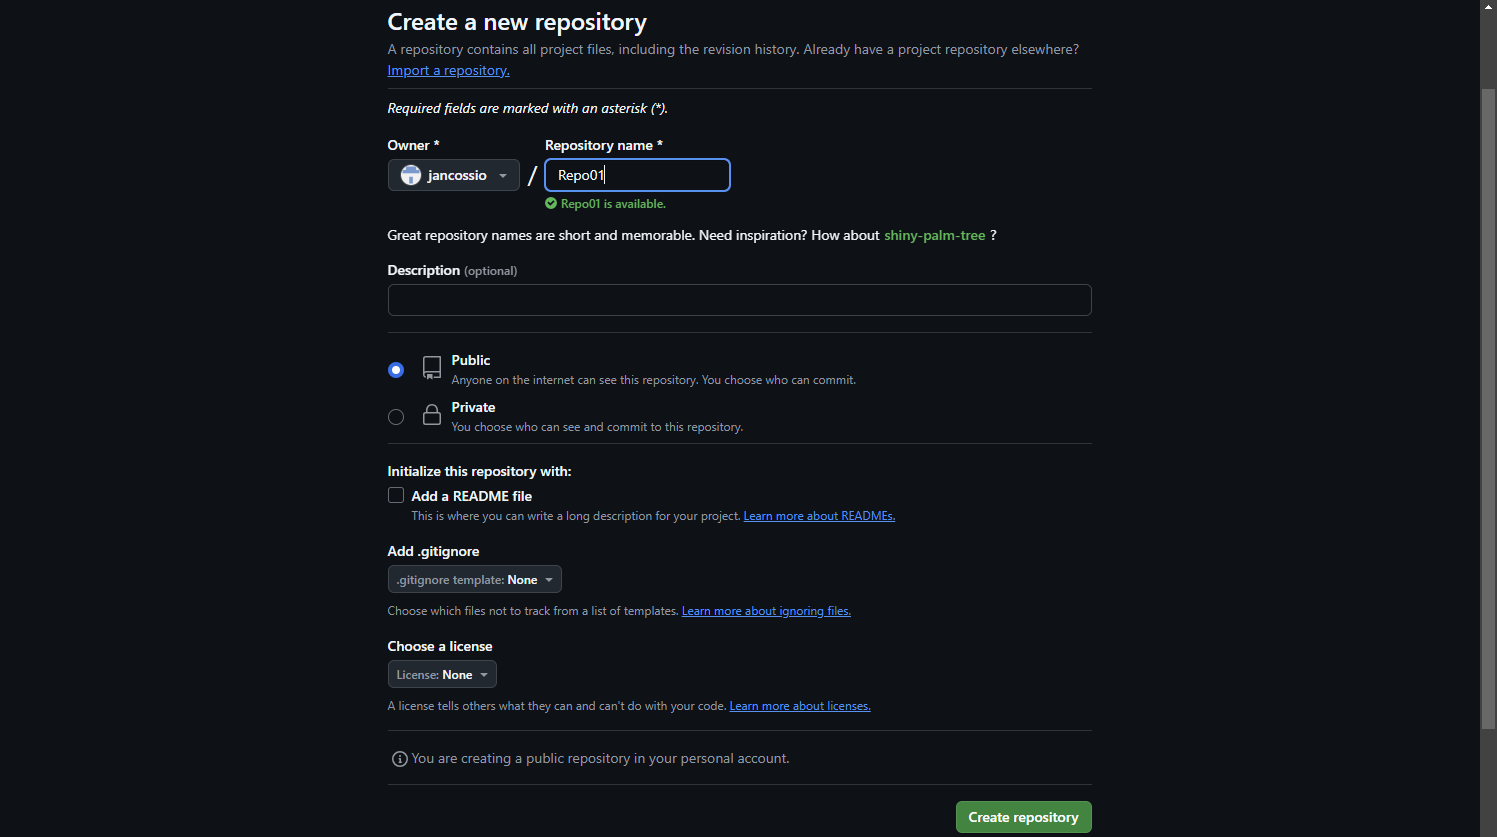 Create a new repository
A repository contains all project files, including the revision history. Already have a project repository elsewhere?
Import a repository.
Required fields are marked with an asterisk (*).
Owner * Repository name *
jancossio / Repo01
Repo01 is available.
Great repository names are short and memorable. Need inspiration? How about shiny-palm-tree ?
Description (optional)
Public
Anyone on the internet can see this repository. You choose who can commit.
Private
You choose who can see and commit to this repository.
Initialize this repository with:
Add a README file
This is where you can write a long description for your project. Learn more about READMEs.
Add .gitignore
.gitignore template: None
Choose which files not to track from a list of templates. Learn more about ignoring files.
Choose a license
License: None
A license tells others what they can and can't do with your code. Learn more about licenses.
You are creating a public repository in your personal account.
Create repository